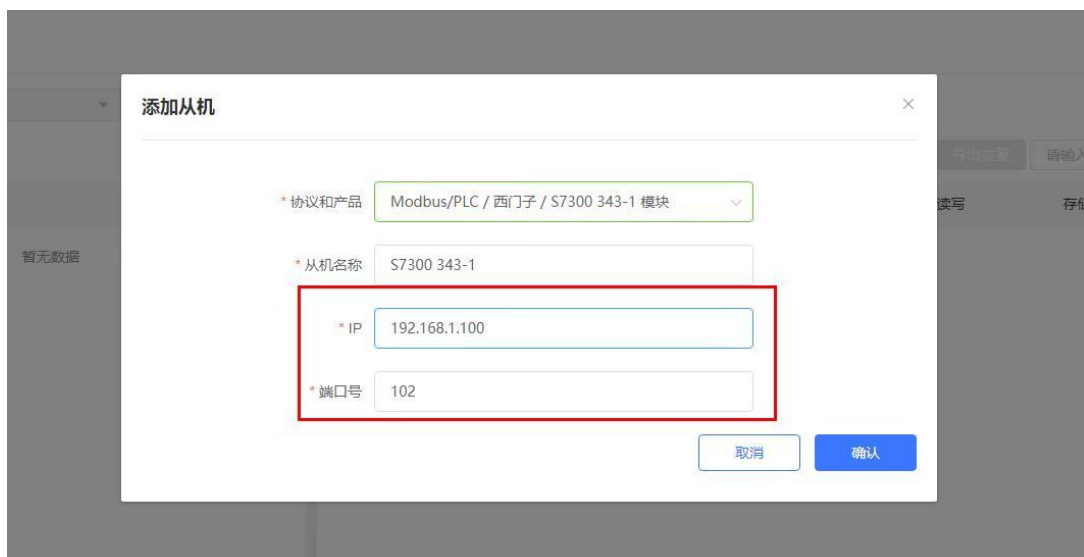 添加从机
导出变量
请输入
* 协议和产品
Modbus/PLC / 西门子 / S7300 343-1 模块
读写
存储
暂无数据
* 从机名称
S7300 343-1
* IP
192.168.1.100
* 端口号
102
取消
确认